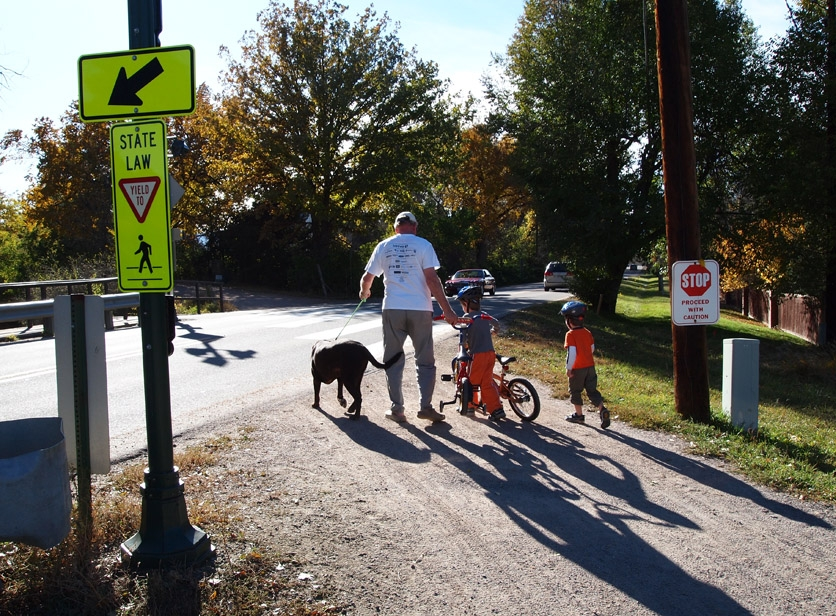 STATE
LAW
YIELD
TO
STOP
PROCEED
WITH
CAUTION